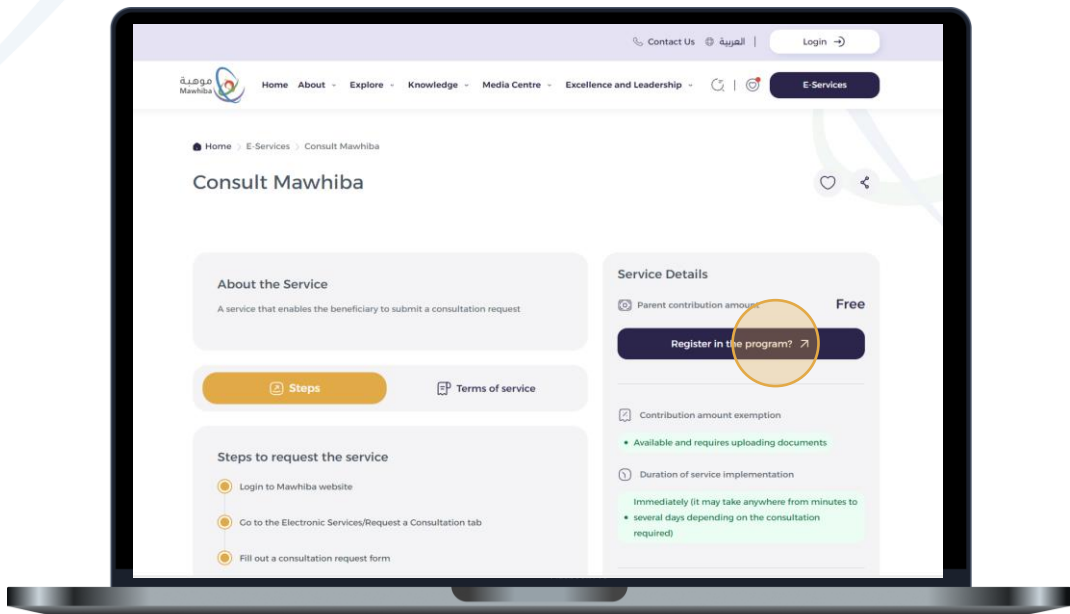 Contact Us
العربية
|
Login
موهبة
Mawhiba
Home
About
Explore
Knowledge
Media Centre
Excellence and Leadership
|
E-Services
Home > E-Services > Consult Mawhiba
Consult Mawhiba
About the Service
A service that enables the beneficiary to submit a consultation request
Steps
Terms of service
Steps to request the service
Login to Mawhiba website
Go to the Electronic Services/Request a Consultation tab
Fill out a consultation request form
Service Details
Parent contribution amount
Free
Register in the program?
Contribution amount exemption
• Available and requires uploading documents
Duration of service implementation
Immediately (it may take anywhere from minutes to
• several days depending on the consultation
required)